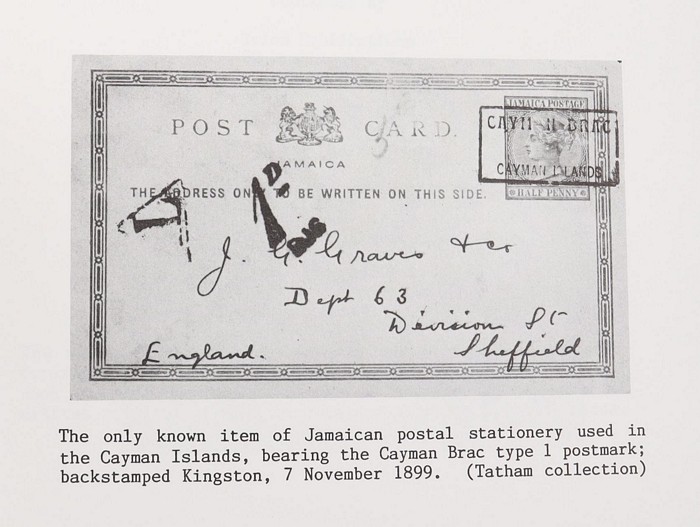 POST CARD.
JAMAICA
THE ADDRESS ONLY TO BE WRITTEN ON THIS SIDE.
JAMAICA POSTAGE
CAYMAN BRAC
CAYMAN ISLANDS
HALF PENNY
J. G. Graves & Co
Dept 63
Division St
Sheffield
England.
The only known item of Jamaican postal stationery used in
the Cayman Islands, bearing the Cayman Brac type 1 postmark;
backstamped Kingston, 7 November 1899. (Tatham collection)